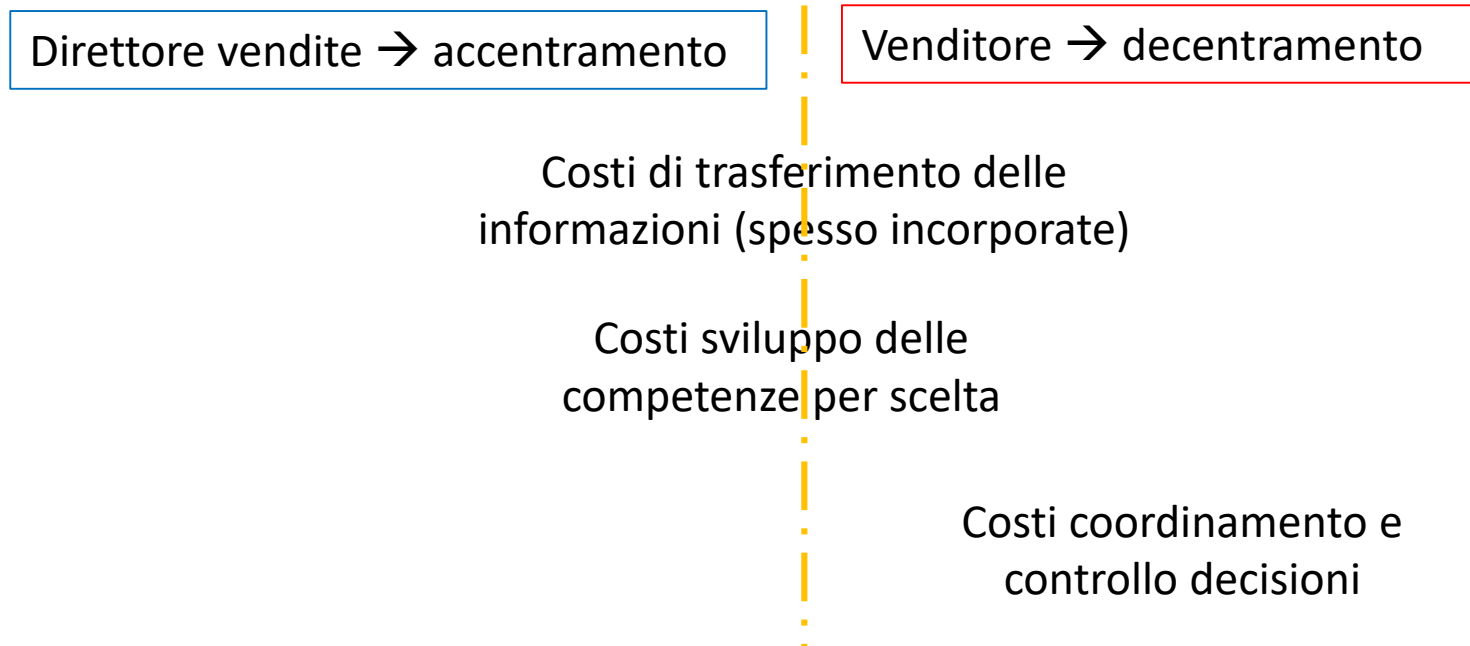 Direttore vendite → accentramento
Venditore → decentramento
Costi di trasferimento delle
informazioni (spesso incorporate)
Costi sviluppo delle
competenze per scelta
Costi coordinamento e
controllo decisioni